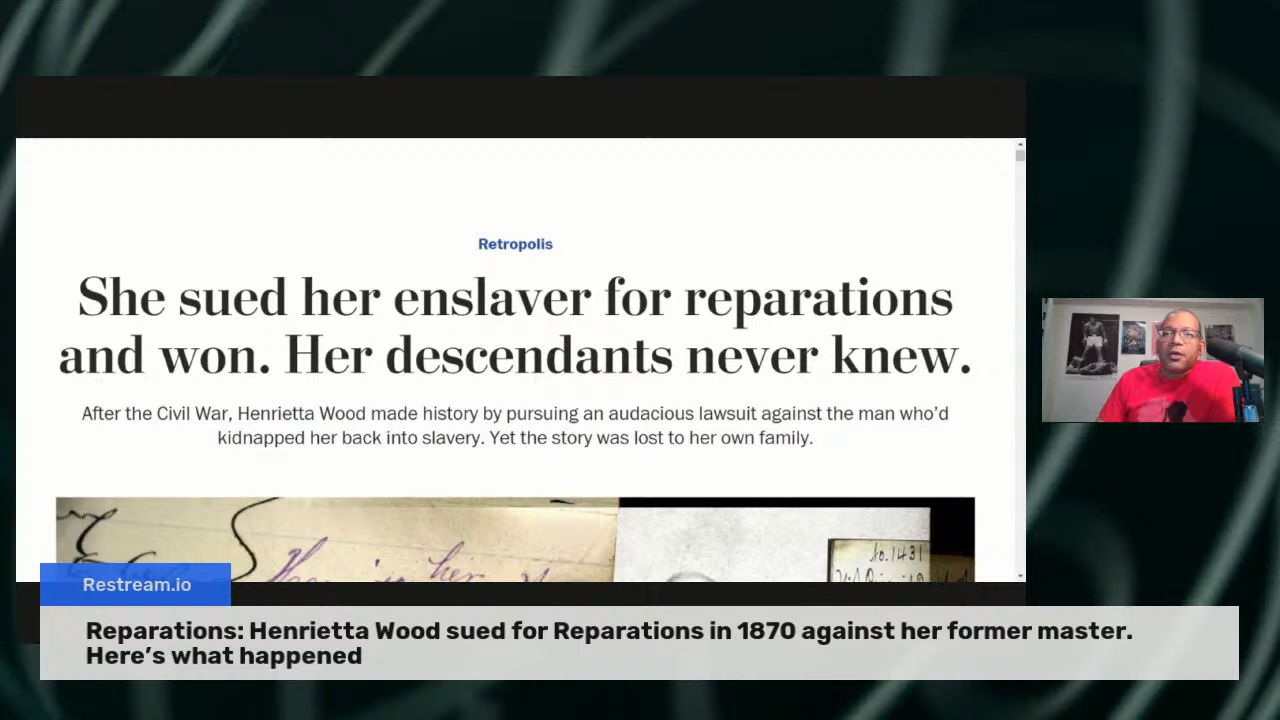 Retropolis
She sued her enslaver for reparations
and won. Her descendants never knew.
After the Civil War, Henrietta Wood made history by pursuing an audacious lawsuit against the man who'd
kidnapped her back into slavery. Yet the story was lost to her own family.
her
No.1431
Restream.io
Reparations: Henrietta Wood sued for Reparations in 1870 against her former master.
Here's what happened